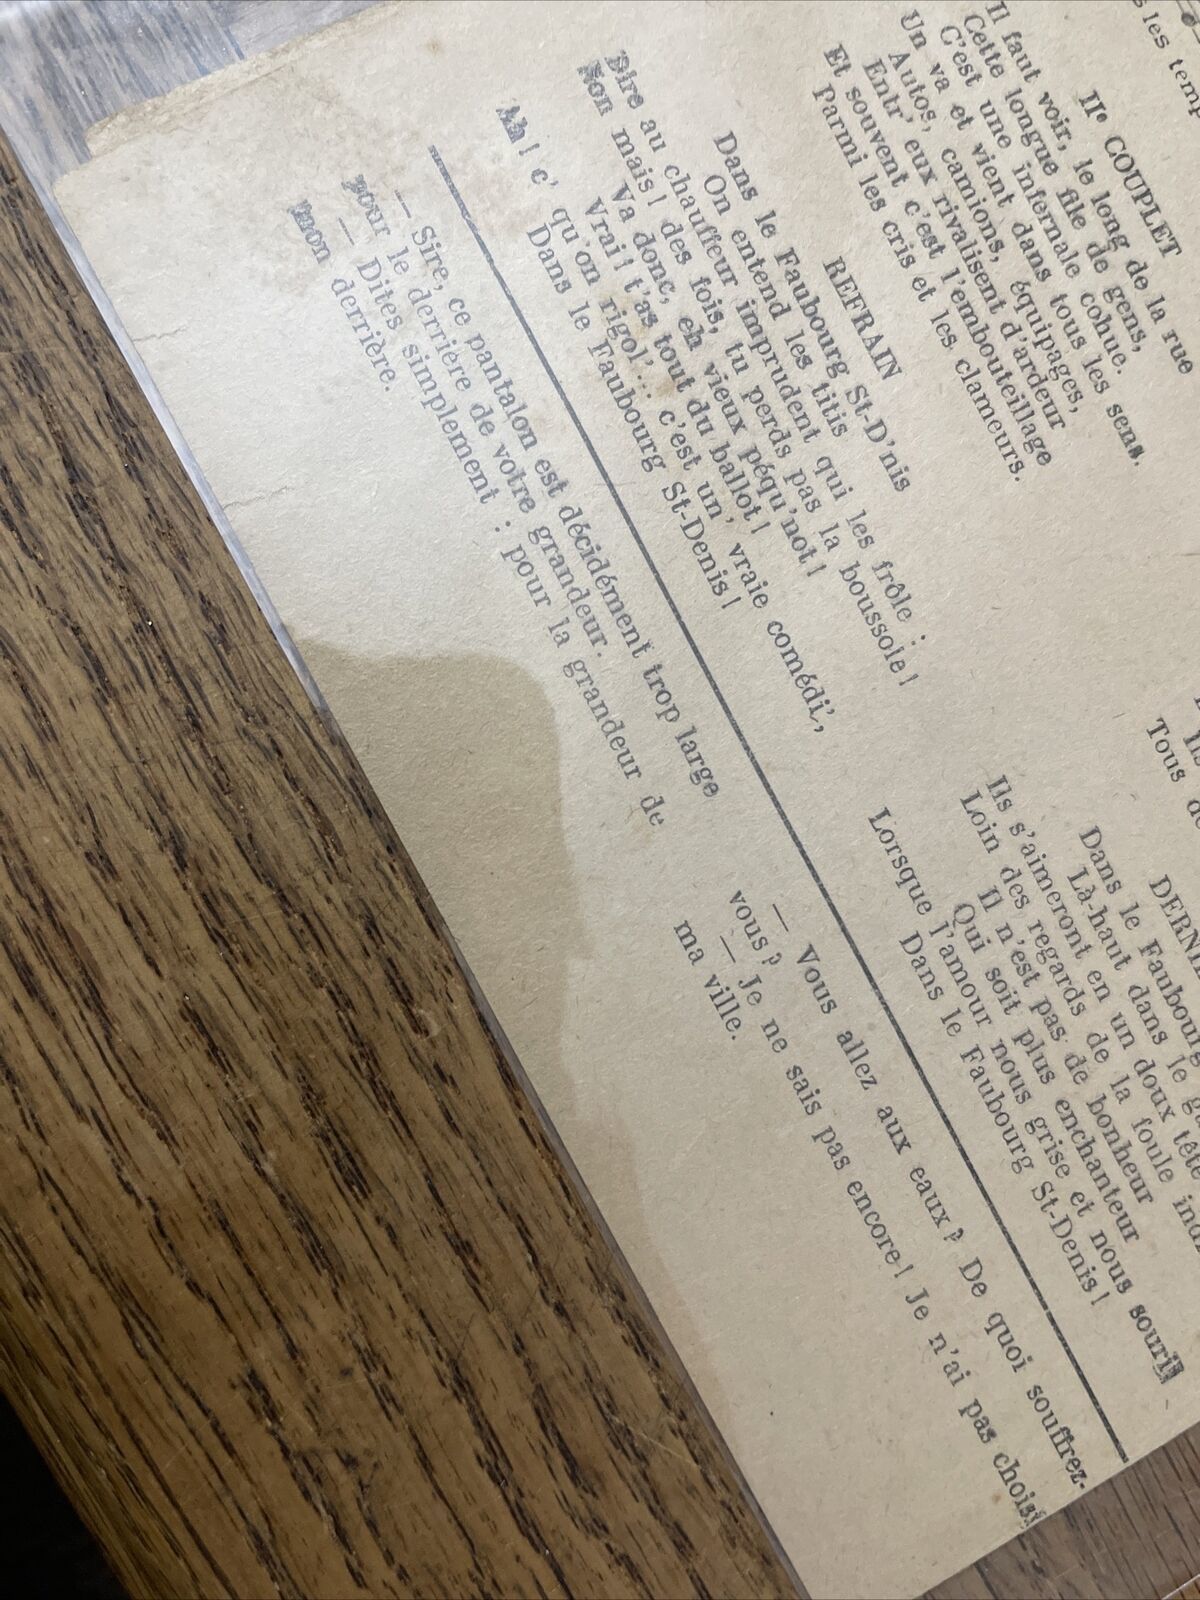 les temp
IIe COUPLET
Il faut voir, le long de la rue
Cette longue file de gens,
C'est une infernale cohue.
Un va et vient dans tous les sens.
Autos, camions, équipages,
Entr' eux rivalisent d'ardeur
Et souvent c'est l'embouteillage
Parmi les cris et les clameurs.
REFRAIN
Dans le Faubourg St-D'nis
On entend les titis
Dire au chauffeur imprudent qui les frôle :
Non mais! des fois, tu perds pas la boussole!
Va donc, eh vieux péqu'not!
Vrai! t'as tout du ballot!
Ah! c' qu'on rigol'... c'est un' vraie comédi',
Dans le Faubourg St-Denis!
Tous de
DERNI
Dans le Faubourg
Là-haut dans le
Ils s'aimeront en un doux tête
Loin des regards de la foule
Il n'est pas de bonheur
Qui soit plus enchanteur
Lorsque l'amour nous grise et nous sourit
Dans le Faubourg St-Denis!
— Sire, ce pantalon est décidément trop large
pour le derrière de votre grandeur.
— Dites simplement : pour la grandeur de
mon derrière.
— Vous allez aux eaux? De quoi souffrez-
vous?
— Je ne sais pas encore! Je n'ai pas choisi
ma ville.